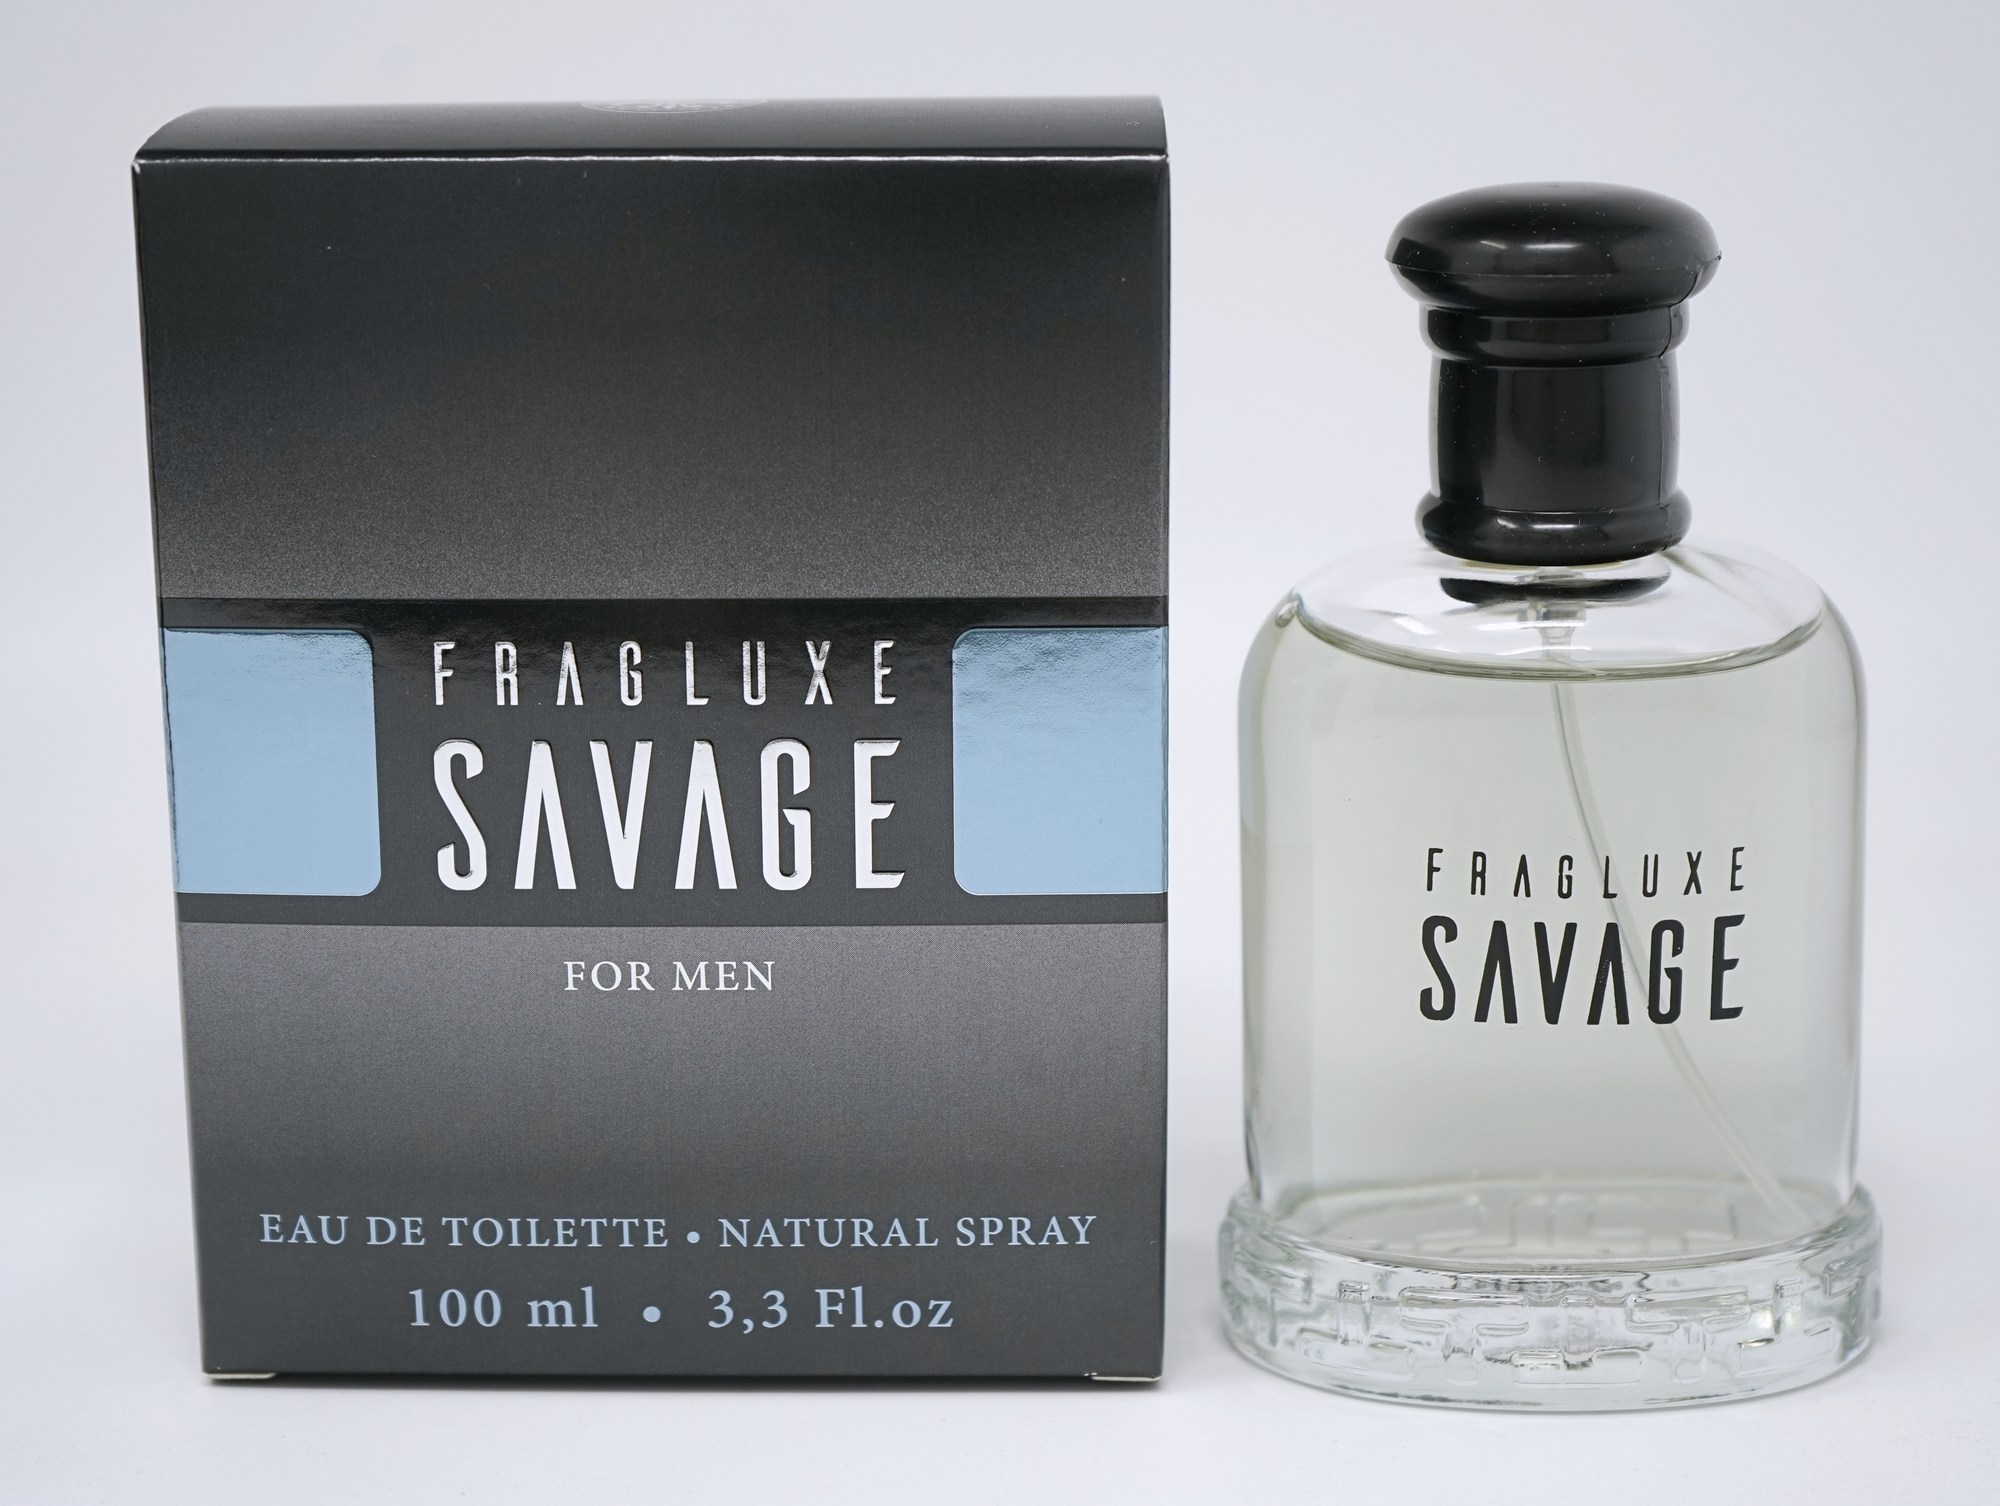 FRAGLUXE
SAVAGE
FOR MEN
EAU DE TOILETTE • NATURAL SPRAY
100 ml • 3,3 Fl.oz
FRAGLUXE
SAVAGE